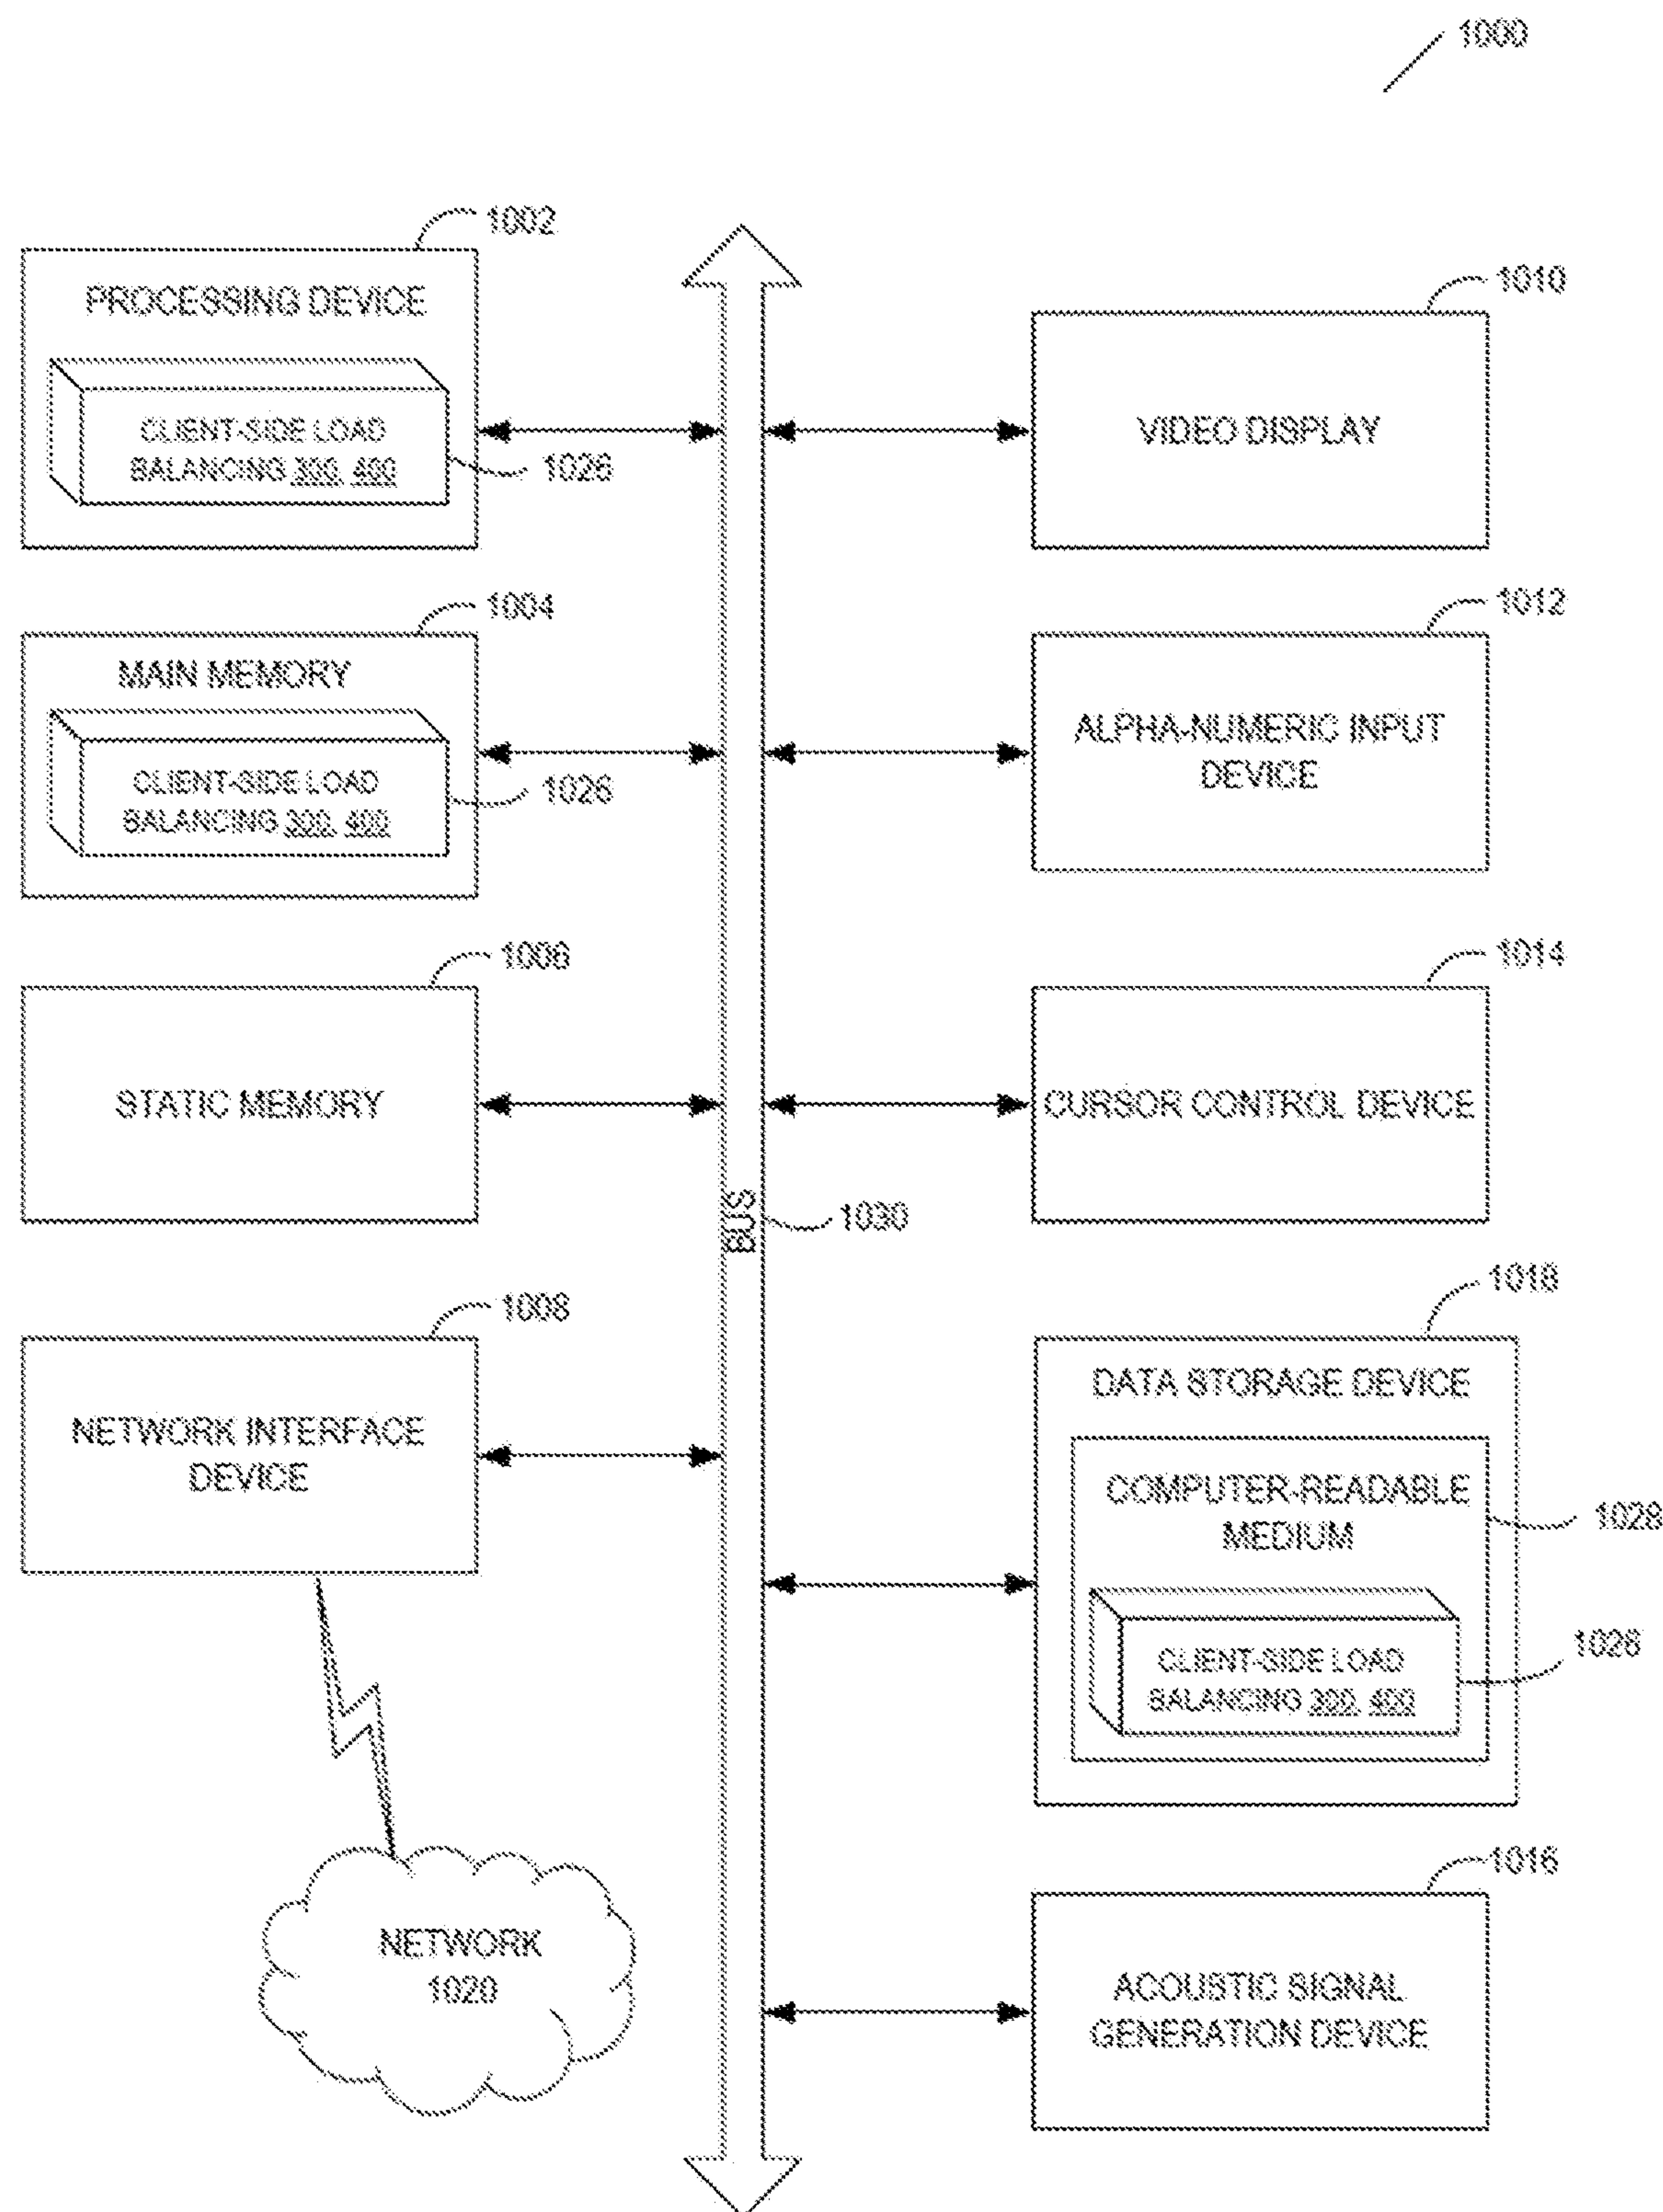 1000
1002
PROCESSING DEVICE
CLIENT-SIDE LOAD
BALANCING 300, 400
1026
1010
VIDEO DISPLAY
1004
MAIN MEMORY
CLIENT-SIDE LOAD
BALANCING 300, 400
1026
1012
ALPHA-NUMERIC INPUT
DEVICE
1006
STATIC MEMORY
1014
CURSOR CONTROL DEVICE
BUS
1030
1008
NETWORK INTERFACE
DEVICE
1018
DATA STORAGE DEVICE
COMPUTER-READABLE
MEDIUM
1028
CLIENT-SIDE LOAD
BALANCING 300, 400
1026
NETWORK
1020
1016
ACOUSTIC SIGNAL
GENERATION DEVICE